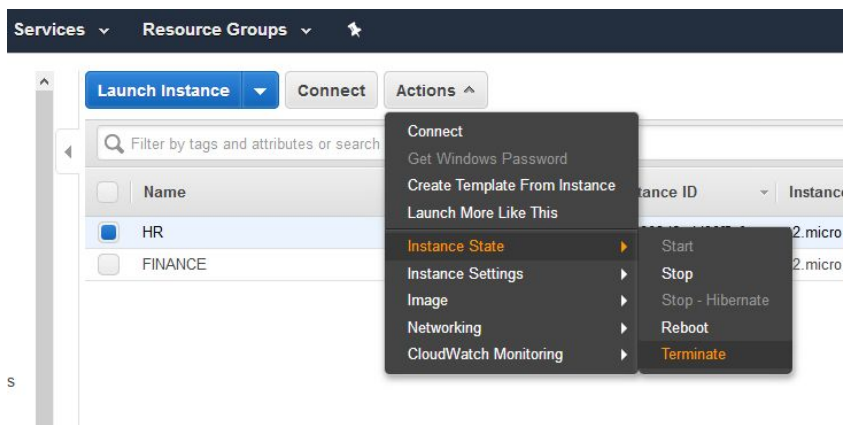 Services Resource Groups
Launch Instance Connect Actions
Filter by tags and attributes or search
Connect
Get Windows Password
Create Template From Instance
Launch More Like This
Instance State
Instance Settings
Image
Networking
CloudWatch Monitoring
Start
Stop
Stop - Hibernate
Reboot
Terminate
Name tance ID Instanc
HR 2.micro
FINANCE 2.micro
s